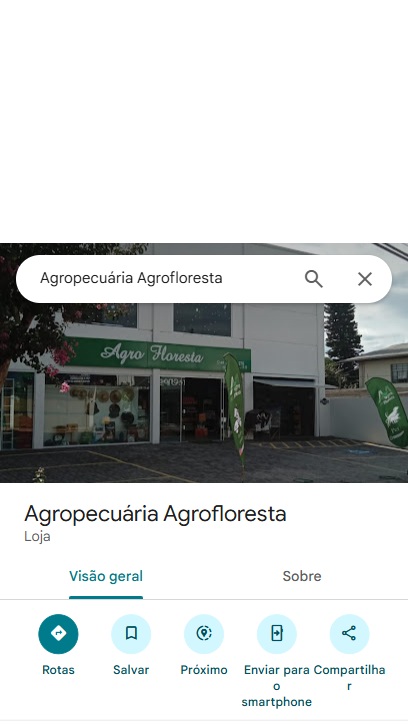 Agropecuária Agrofloresta
Agro Floresta
Agropecuária Agrofloresta
Loja
Visão geral
Sobre
Rotas
Salvar
Próximo
Enviar para o smartphone
Compartilhar